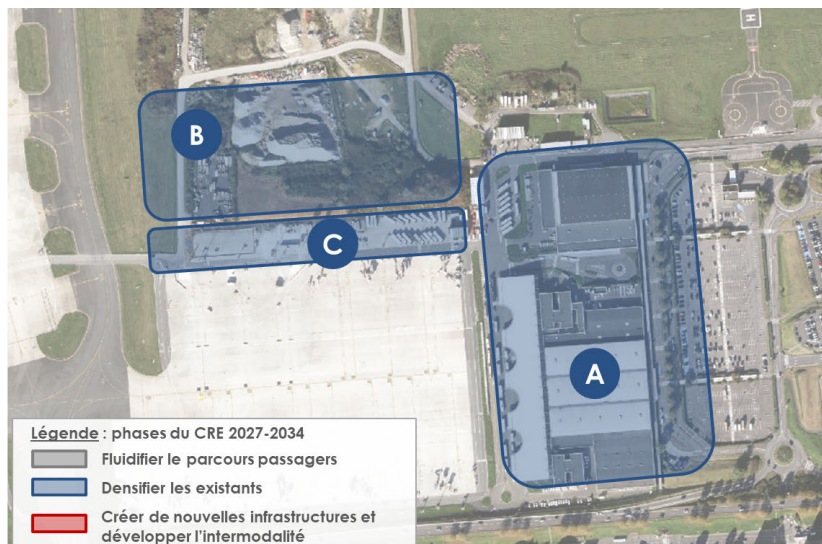 H
B
C
A
Légende : phases du CRE 2027-2034
Fluidifier le parcours passagers
Densifier les existants
Créer de nouvelles infrastructures et
développer l'intermodalité